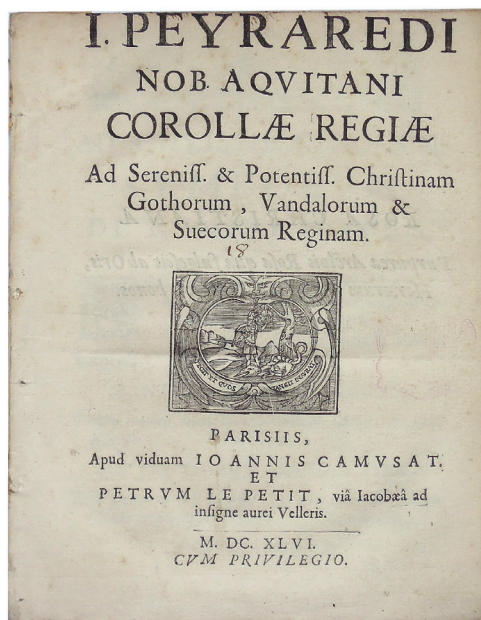 I. PEYRAREDI
NOB. AQVITANI
COROLLÆ REGIÆ
Ad Sereniſſ. & Potentiſſ. Chriſtinam
Gothorum , Vandalorum &
Suecorum Reginam.
18
PARISIIS,
Apud viduam IOANNIS CAMVSAT.
ET
PETRVM LE PETIT, viâ Iacobæâ ad
inſigne aurei Velleris.
M. DC. XLVI.
CVM PRIVILEGIO.